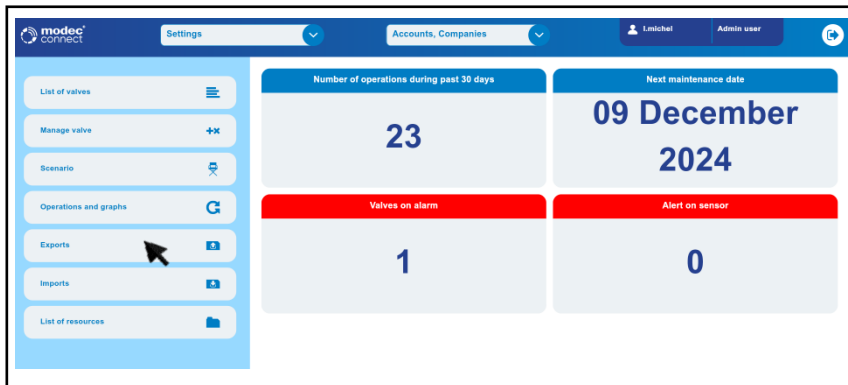 modec
connect
Settings
Accounts, Companies
l.michel
Admin user
List of valves
Manage valve
Scenario
Operations and graphs
Exports
Imports
List of resources
Number of operations during past 30 days
23
Next maintenance date
09 December
2024
Valves on alarm
1
Alert on sensor
0